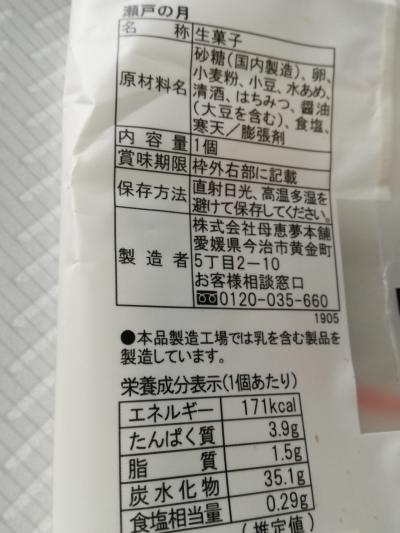 瀬戸の月
名称 生菓子
原材料名 砂糖(国内製造)、卵、
小麦粉、小豆、水あめ、
清酒、はちみつ、醤油
(大豆を含む)、食塩、
寒天／膨張剤
内容量 1個
賞味期限 枠外右部に記載
保存方法 直射日光、高温多湿を
避けて保存してください。
製造者 株式会社母恵夢本舗
愛媛県今治市黄金町
5丁目2－10
お客様相談窓口
0120-035-660
1905
●本品製造工場では乳を含む製品を
製造しています。
栄養成分表示(1個あたり)
エネルギー 171kcal
たんぱく質 3.9g
脂質 1.5g
炭水化物 35.1g
食塩相当量 0.29g
(推定値)